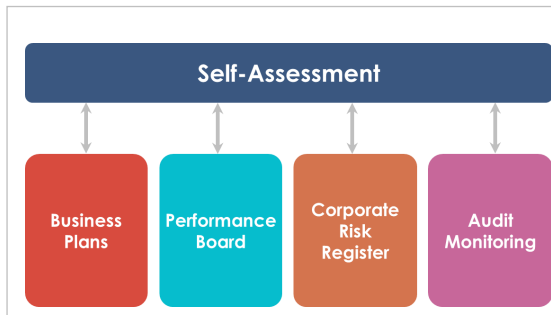 Self-Assessment
Business
Plans
Performance
Board
Corporate
Risk
Register
Audit
Monitoring